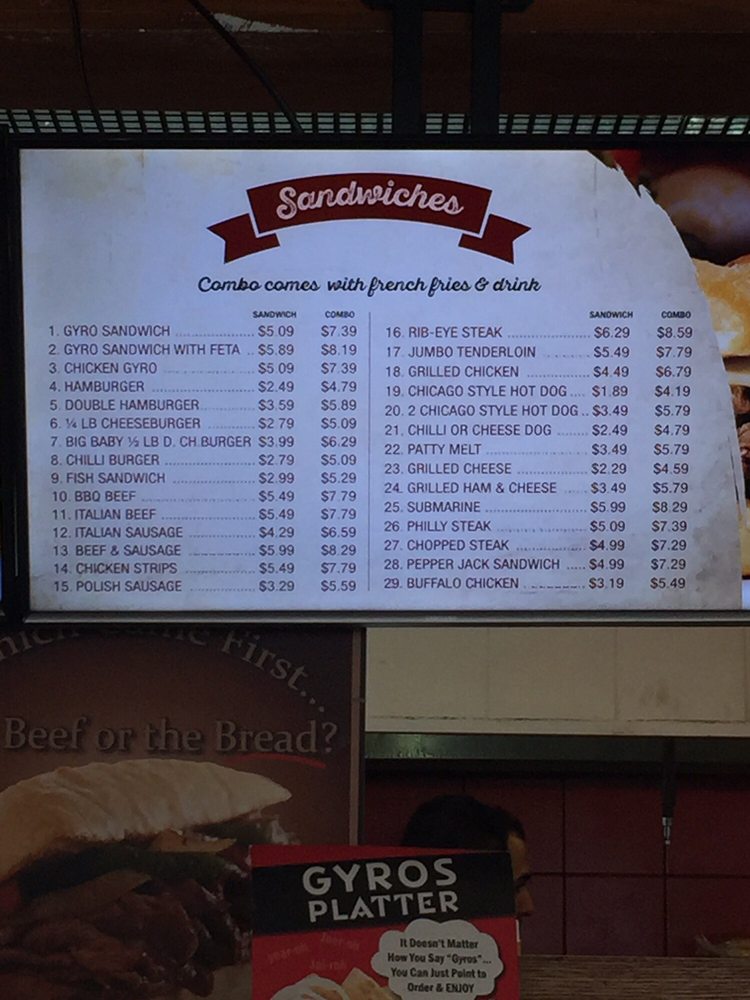 Sandwiches
Combo comes with french fries & drink
SANDWICH COMBO
1. GYRO SANDWICH $5.09 $7.39
2. GYRO SANDWICH WITH FETA $5.89 $8.19
3. CHICKEN GYRO $5.09 $7.39
4. HAMBURGER $2.49 $4.79
5. DOUBLE HAMBURGER $3.59 $5.89
6. ¼ LB CHEESEBURGER $2.79 $5.09
7. BIG BABY ½ LB D. CH.BURGER $3.99 $6.29
8. CHILLI BURGER $2.79 $5.09
9. FISH SANDWICH $2.99 $5.29
10. BBQ BEEF $5.49 $7.79
11. ITALIAN BEEF $5.49 $7.79
12. ITALIAN SAUSAGE $4.29 $6.59
13. BEEF & SAUSAGE $5.99 $8.29
14. CHICKEN STRIPS $5.49 $7.79
15. POLISH SAUSAGE $3.29 $5.59
SANDWICH COMBO
16. RIB-EYE STEAK $6.29 $8.59
17. JUMBO TENDERLOIN $5.49 $7.79
18. GRILLED CHICKEN $4.49 $6.79
19. CHICAGO STYLE HOT DOG $1.89 $4.19
20. 2 CHICAGO STYLE HOT DOG $3.49 $5.79
21. CHILLI OR CHEESE DOG $2.49 $4.79
22. PATTY MELT $3.49 $5.79
23. GRILLED CHEESE $2.29 $4.59
24. GRILLED HAM & CHEESE $3.49 $5.79
25. SUBMARINE $5.99 $8.29
26. PHILLY STEAK $5.09 $7.39
27. CHOPPED STEAK $4.99 $7.29
28. PEPPER JACK SANDWICH $4.99 $7.29
29. BUFFALO CHICKEN $3.19 $5.49
First...
Beef or the Bread?
GYROS
PLATTER
It Doesn't Matter
How You Say "Gyros"...
You Can Just Point to
Order & ENJOY